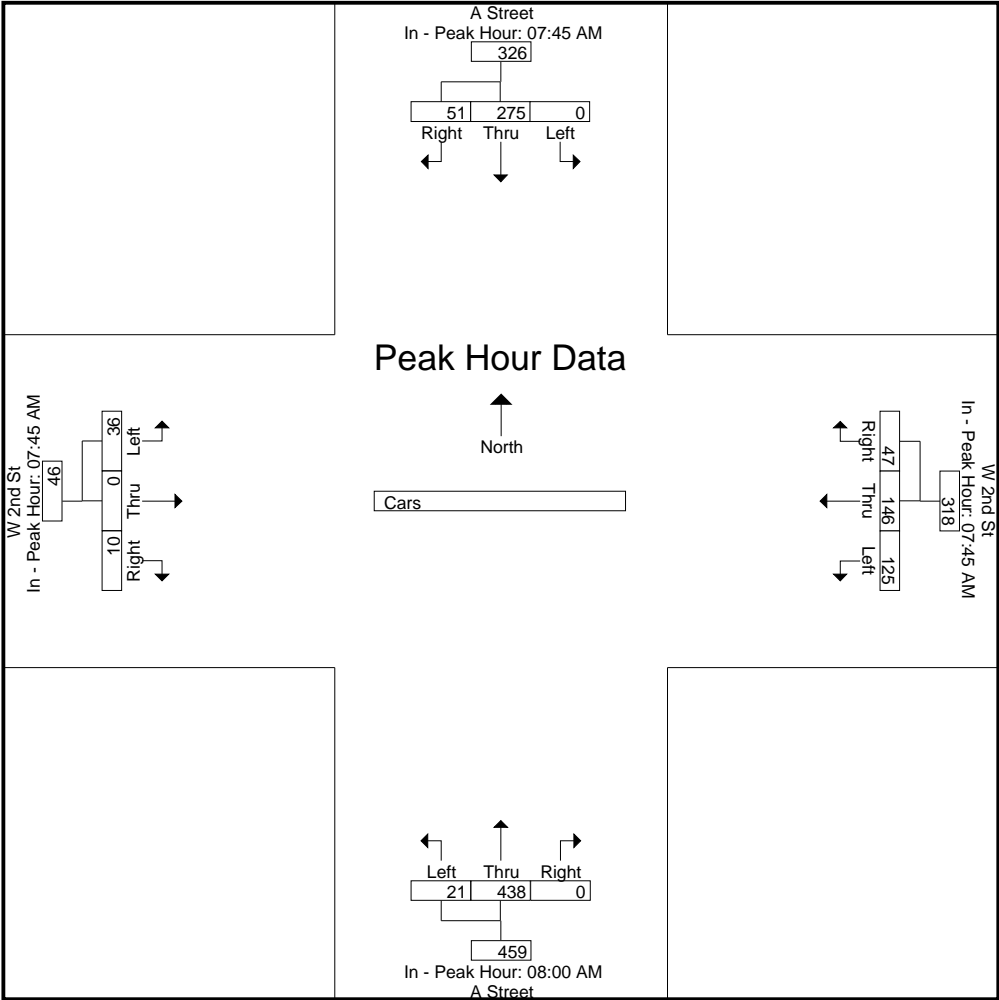 A Street
In - Peak Hour: 07:45 AM
326
51 275 0
Right Thru Left
Peak Hour Data
North
Cars
W 2nd St
In - Peak Hour: 07:45 AM
46
36 0 10
Left Thru Right
W 2nd St
In - Peak Hour: 07:45 AM
318
47 146 125
Right Thru Left
Left Thru Right
21 438 0
459
In - Peak Hour: 08:00 AM
A Street